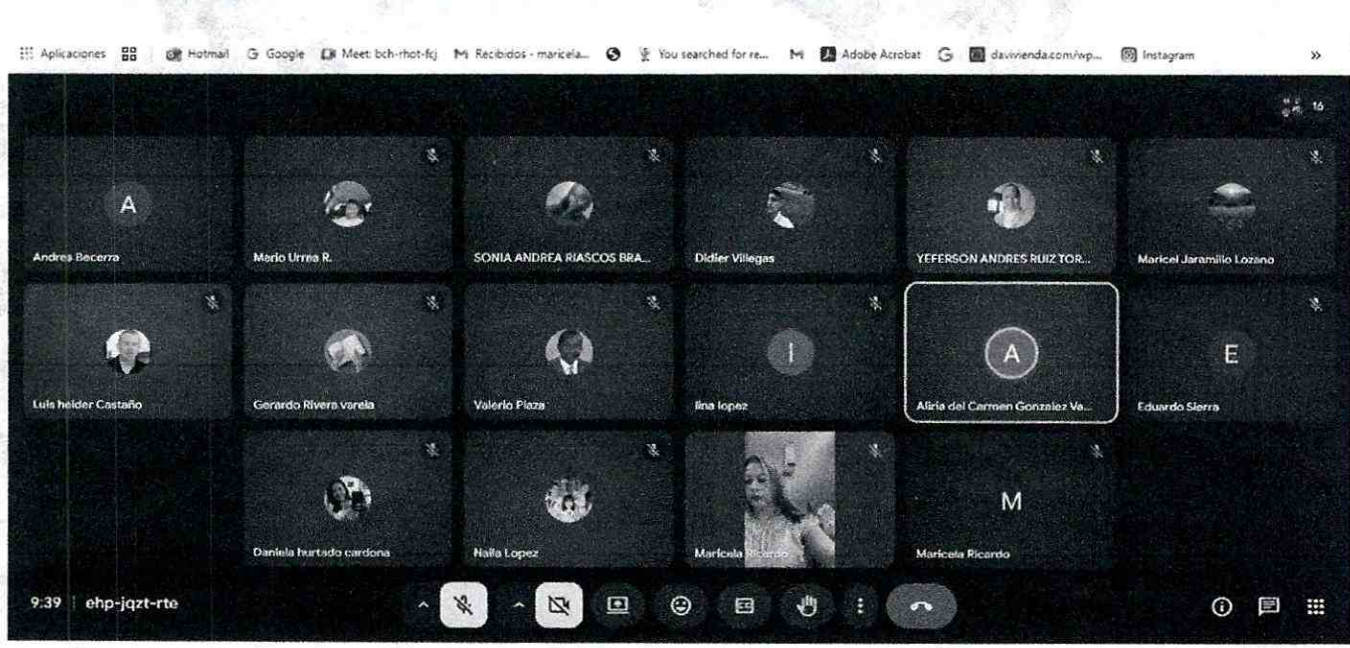 Aplicaciones Hotmail Google Meet: bch-rhot-fcj Recibidos - maricela... You searched for re... Adobe Acrobat davivienda.com/wp... Instagram »
16
A
Andres Becerra Mario Urrea R. SONIA ANDREA RIASCOS BRA... Didier Villegas YEFERSON ANDRES RUIZ TOR... Maricel Jaramillo Lozano
I A E
Luis helder Castaño Gerardo Rivera varela Valerio Plaza lina lopez Aliria del Carmen Gonzalez Va... Eduardo Sierra
M
Daniela hurtado cardona Naila Lopez Maricela Ricardo Maricela Ricardo
9:39 | ehp-jqzt-rte